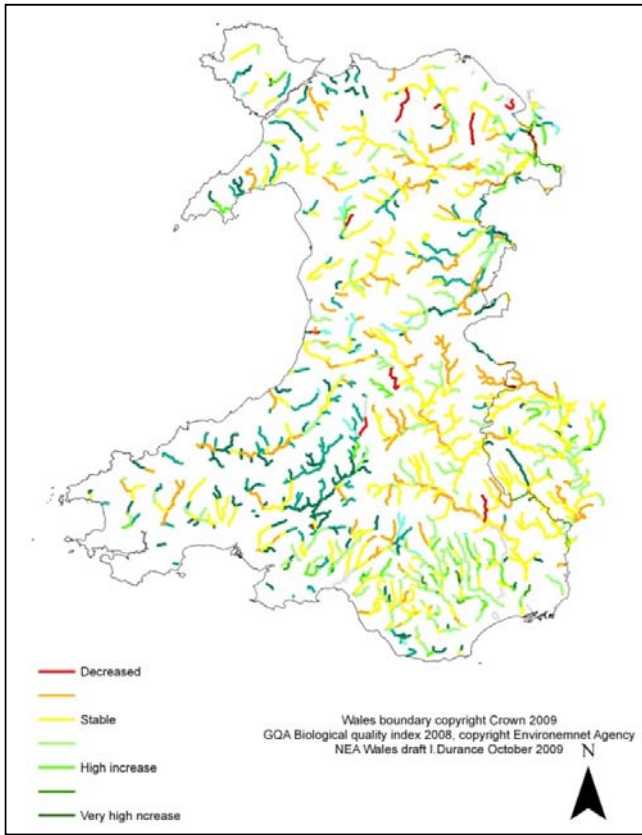 Decreased
Stable
High increase
Very high ncrease
Wales boundary copyright Crown 2009
GQA Biological quality index 2008, copyright Environemnet Agency
NEA Wales draft I.Durance October 2009
N